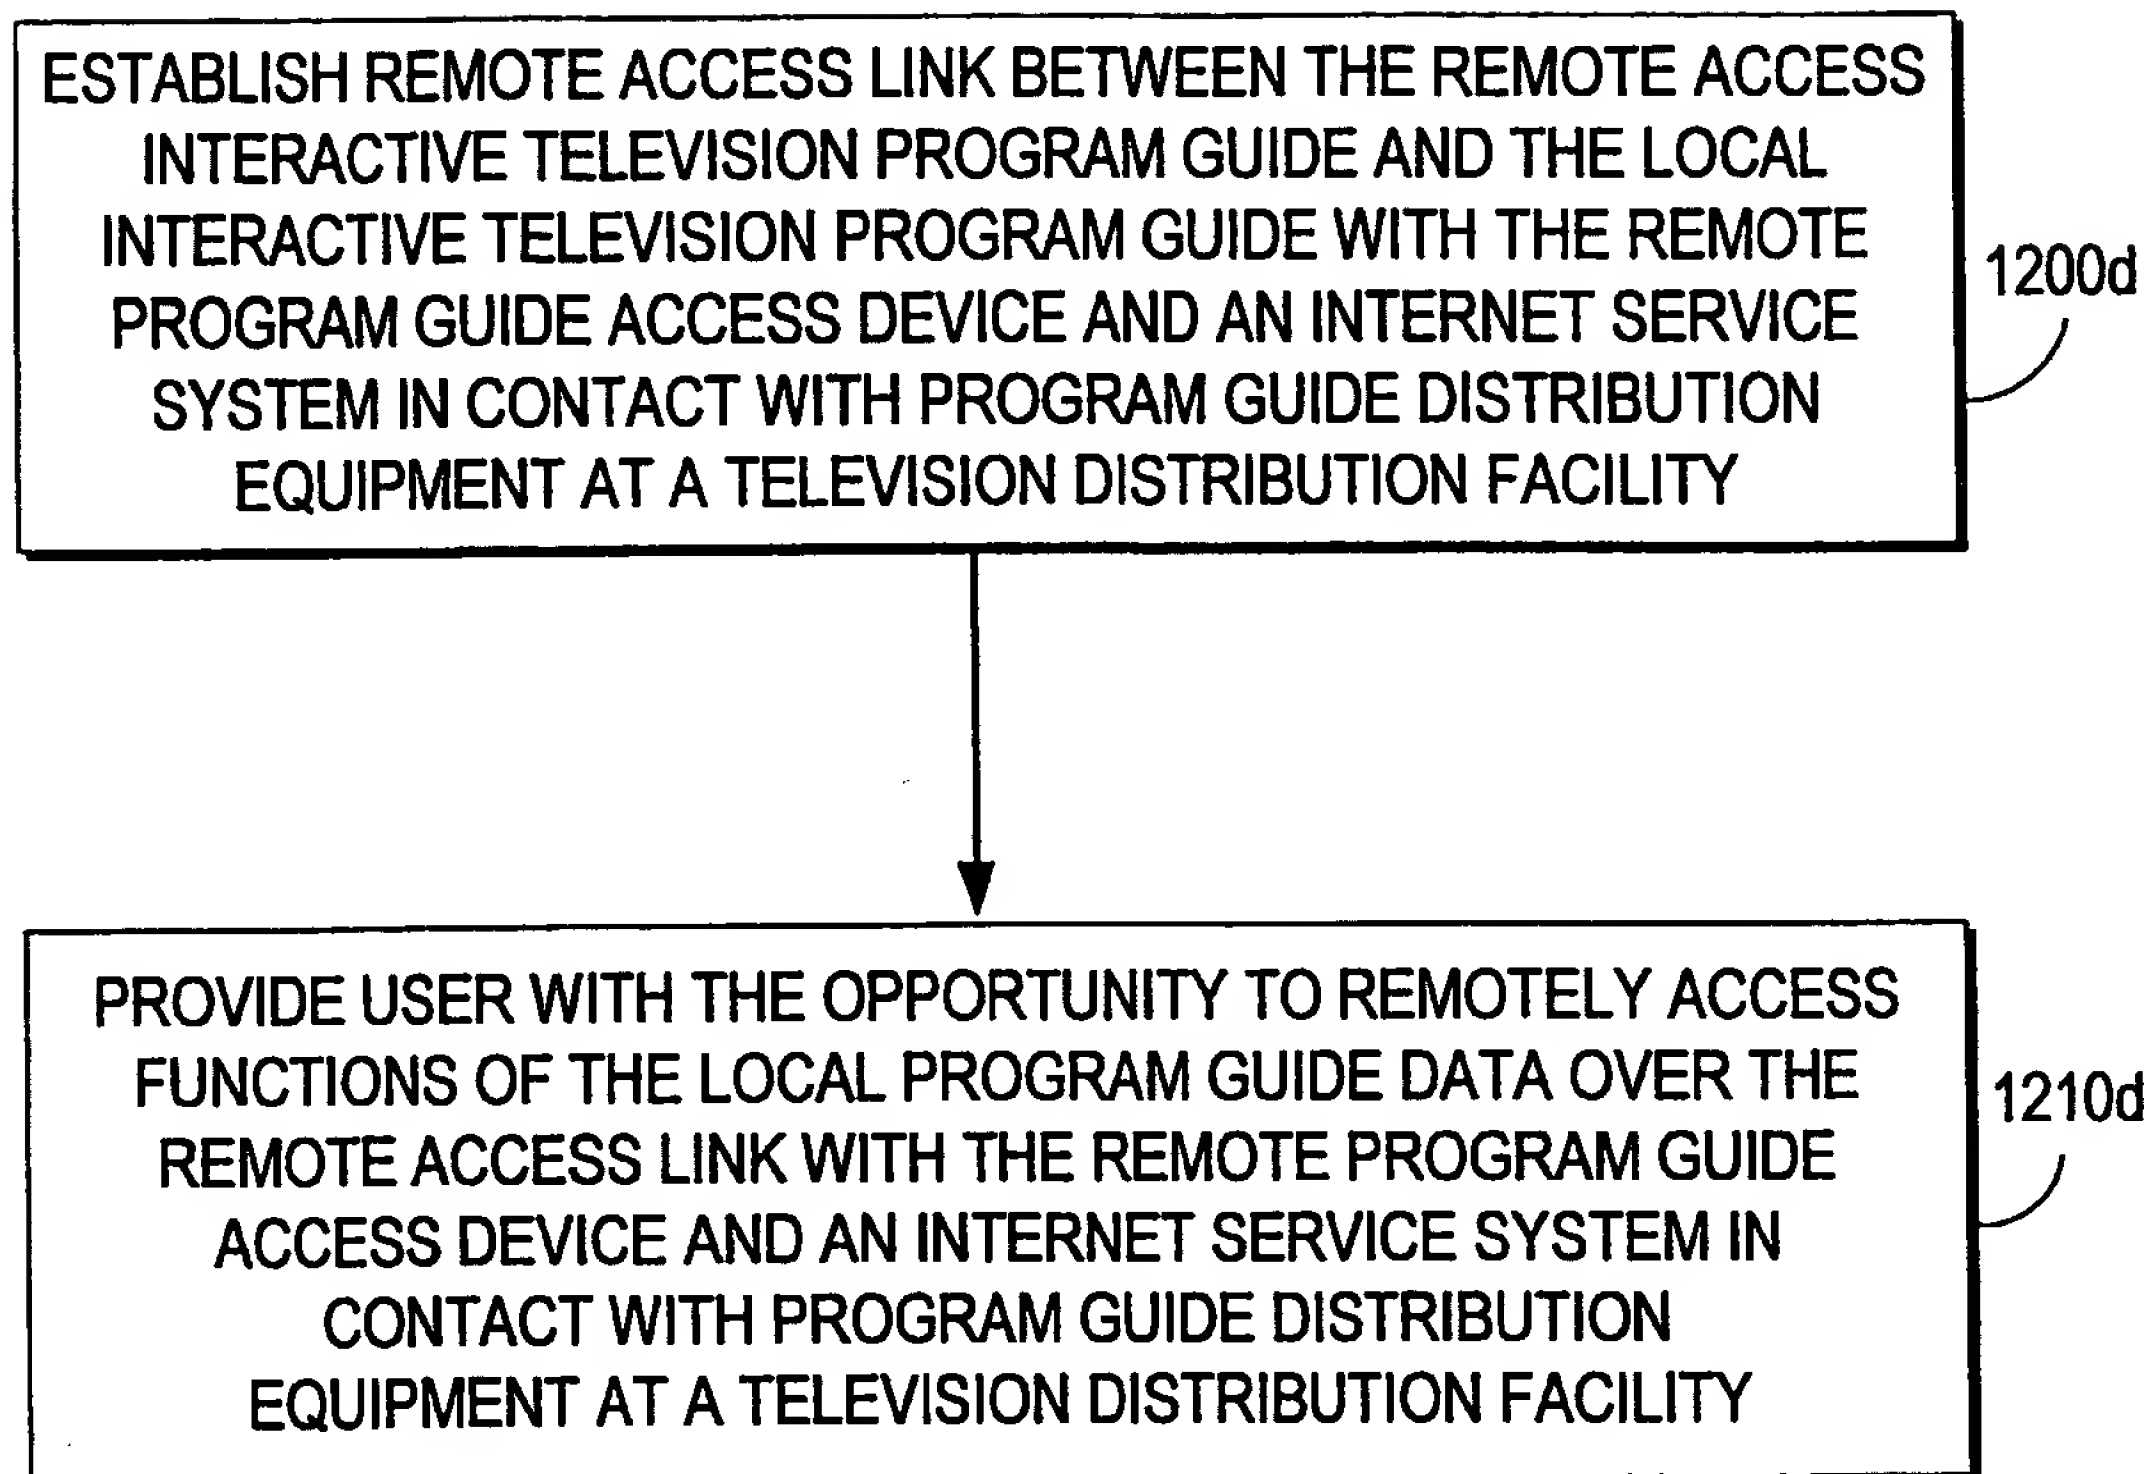 ESTABLISH REMOTE ACCESS LINK BETWEEN THE REMOTE ACCESS
INTERACTIVE TELEVISION PROGRAM GUIDE AND THE LOCAL
INTERACTIVE TELEVISION PROGRAM GUIDE WITH THE REMOTE
PROGRAM GUIDE ACCESS DEVICE AND AN INTERNET SERVICE
SYSTEM IN CONTACT WITH PROGRAM GUIDE DISTRIBUTION
EQUIPMENT AT A TELEVISION DISTRIBUTION FACILITY
1200d
PROVIDE USER WITH THE OPPORTUNITY TO REMOTELY ACCESS
FUNCTIONS OF THE LOCAL PROGRAM GUIDE DATA OVER THE
REMOTE ACCESS LINK WITH THE REMOTE PROGRAM GUIDE
ACCESS DEVICE AND AN INTERNET SERVICE SYSTEM IN
CONTACT WITH PROGRAM GUIDE DISTRIBUTION
EQUIPMENT AT A TELEVISION DISTRIBUTION FACILITY
1210d